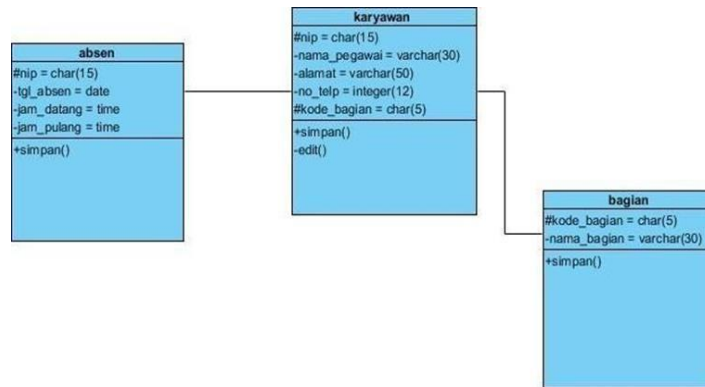 absen
#nip = char(15)
-tgl_absen = date
-jam_datang = time
-jam_pulang = time
+simpan()
karyawan
#nip = char(15)
-nama_pegawai = varchar(30)
-alamat = varchar(50)
-no_telp = integer(12)
#kode_bagian = char(5)
+simpan()
-edit()
bagian
#kode_bagian = char(5)
-nama_bagian = varchar(30)
+simpan()